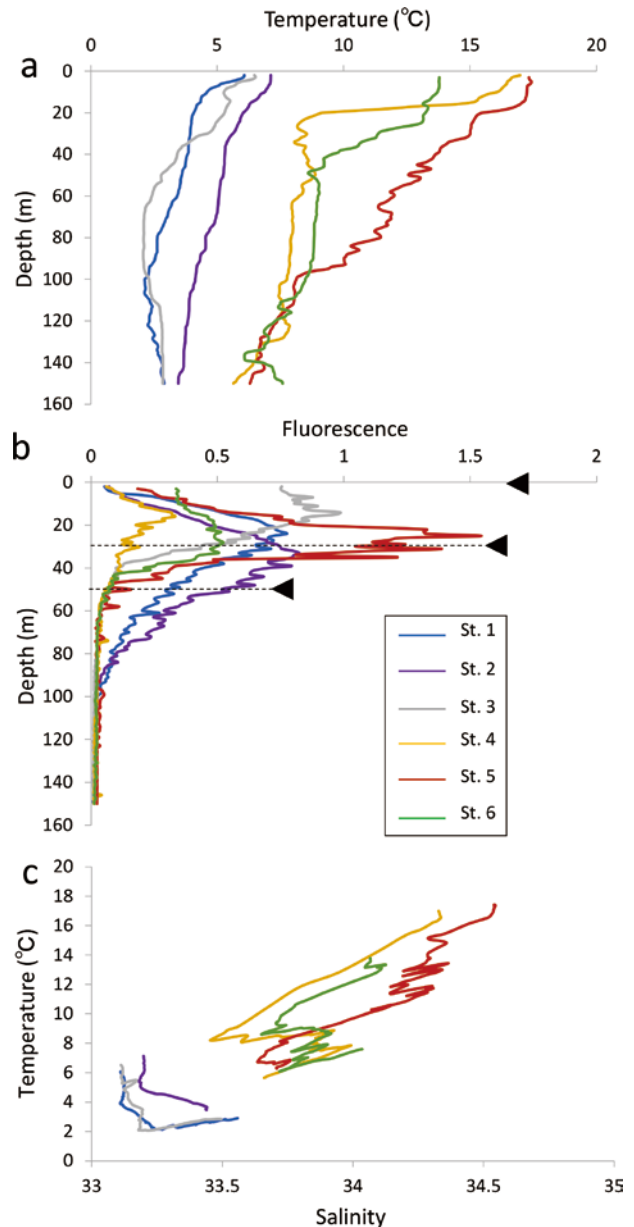 Temperature (℃)
0 5 10 15 20
a
0
20
40
60
80
100
120
140
160
Depth (m)
Fluorescence
b
0 0.5 1 1.5 2
0
20
40
60
80
100
120
140
160
Depth (m)
St. 1
St. 2
St. 3
St. 4
St. 5
St. 6
c
20
18
16
14
12
10
8
6
4
2
0
Temperature (℃)
33 33.5 34 34.5 35
Salinity